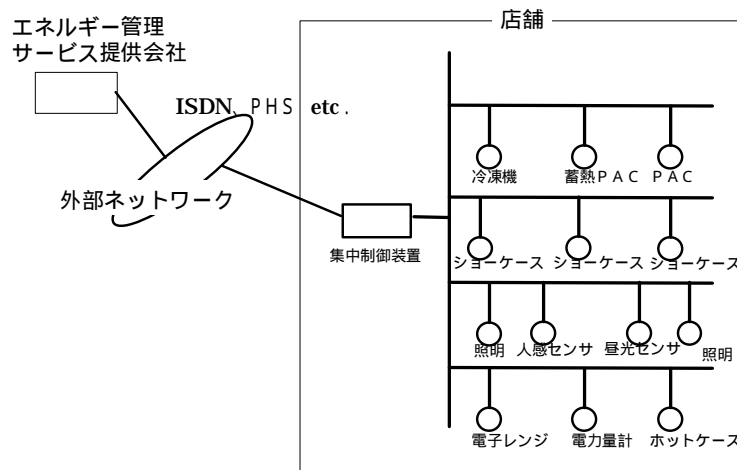 エネルギー管理
サービス提供会社
店舗
ISDN、PHS etc.
外部ネットワーク
集中制御装置
冷凍機 蓄熱PAC PAC
ショーケース ショーケース ショーケース
照明 人感センサ 昼光センサ 照明
電子レンジ 電力量計 ホットケース